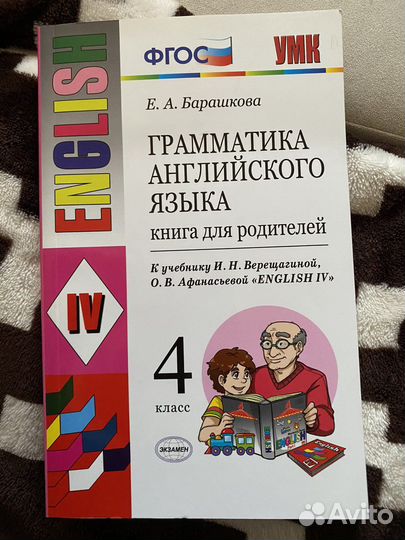 ENGLISH
IV
ФГОС
УМК
Е. А. Барашкова
ГРАММАТИКА
АНГЛИЙСКОГО
ЯЗЫКА
книга для родителей
К учебнику И. Н. Верещагиной,
О. В. Афанасьевой «ENGLISH IV»
4
класс
ENGLISH
ЭКЗАМЕН
Avito